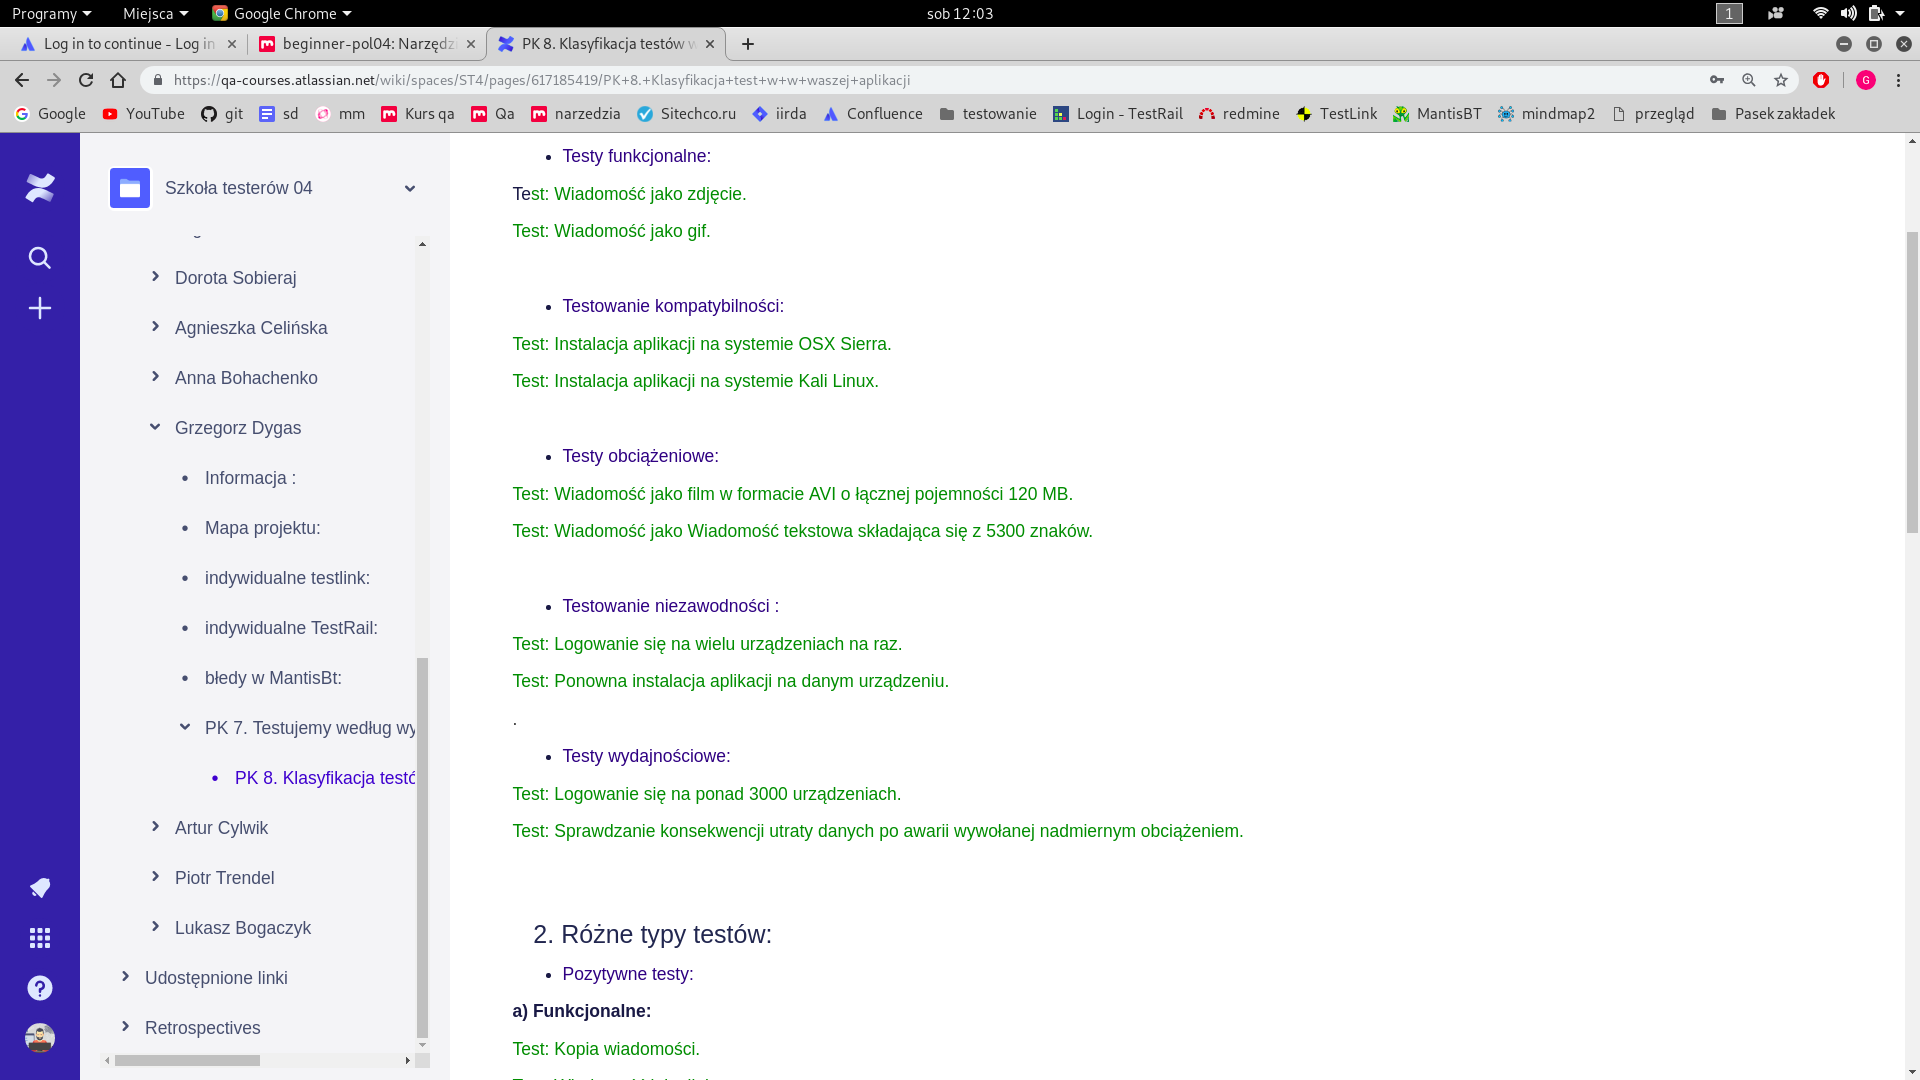 Programy Miejsca Google Chrome sob 12:03 1
Log in to continue - Log in beginner-pol04: Narzędzi PK 8. Klasyfikacja testów w
https://qa-courses.atlassian.net/wiki/spaces/ST4/pages/617185419/PK+8.+Klasyfikacja+test+w+w+waszej+aplikacji G
Google YouTube git sd mm Kurs qa Qa narzedzia Sitechco.ru iirda Confluence testowanie Login - TestRail redmine TestLink MantisBT mindmap2 przegląd Pasek zakładek
Szkoła testerów 04
Dorota Sobieraj
Agnieszka Celińska
Anna Bohachenko
Grzegorz Dygas
• Informacja :
• Mapa projektu:
• indywidualne testlink:
• indywidualne TestRail:
• błedy w MantisBt:
PK 7. Testujemy według wy
• PK 8. Klasyfikacja testó
Artur Cylwik
Piotr Trendel
Lukasz Bogaczyk
Udostępnione linki
Retrospectives
• Testy funkcjonalne:
Test: Wiadomość jako zdjęcie.
Test: Wiadomość jako gif.
• Testowanie kompatybilności:
Test: Instalacja aplikacji na systemie OSX Sierra.
Test: Instalacja aplikacji na systemie Kali Linux.
• Testy obciążeniowe:
Test: Wiadomość jako film w formacie AVI o łącznej pojemności 120 MB.
Test: Wiadomość jako Wiadomość tekstowa składająca się z 5300 znaków.
• Testowanie niezawodności :
Test: Logowanie się na wielu urządzeniach na raz.
Test: Ponowna instalacja aplikacji na danym urządzeniu.
.
• Testy wydajnościowe:
Test: Logowanie się na ponad 3000 urządzeniach.
Test: Sprawdzanie konsekwencji utraty danych po awarii wywołanej nadmiernym obciążeniem.
2. Różne typy testów:
• Pozytywne testy:
a) Funkcjonalne:
Test: Kopia wiadomości.